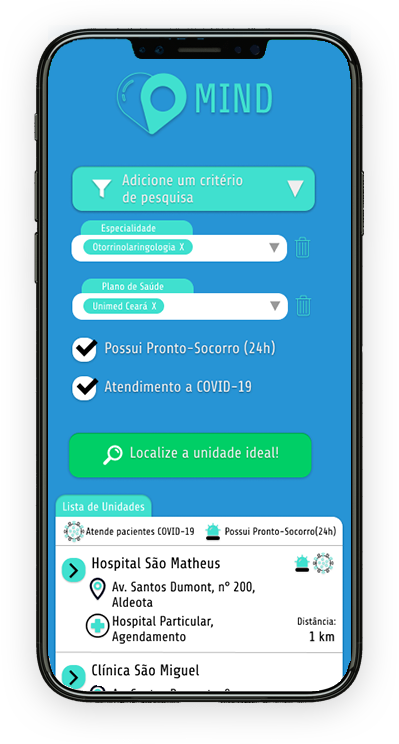 MIND
Adicione um critério
de pesquisa
Especialidade
Otorrinolaringologia X
Plano de Saúde
Unimed Ceará X
Possui Pronto-Socorro (24h)
Atendimento a COVID-19
Localize a unidade ideal!
Lista de Unidades
Atende pacientes COVID-19 Possui Pronto-Socorro(24h)
Hospital São Matheus
Av. Santos Dumont, n° 200,
Aldeota
Hospital Particular,
Agendamento
Distância:
1 km
Clínica São Miguel